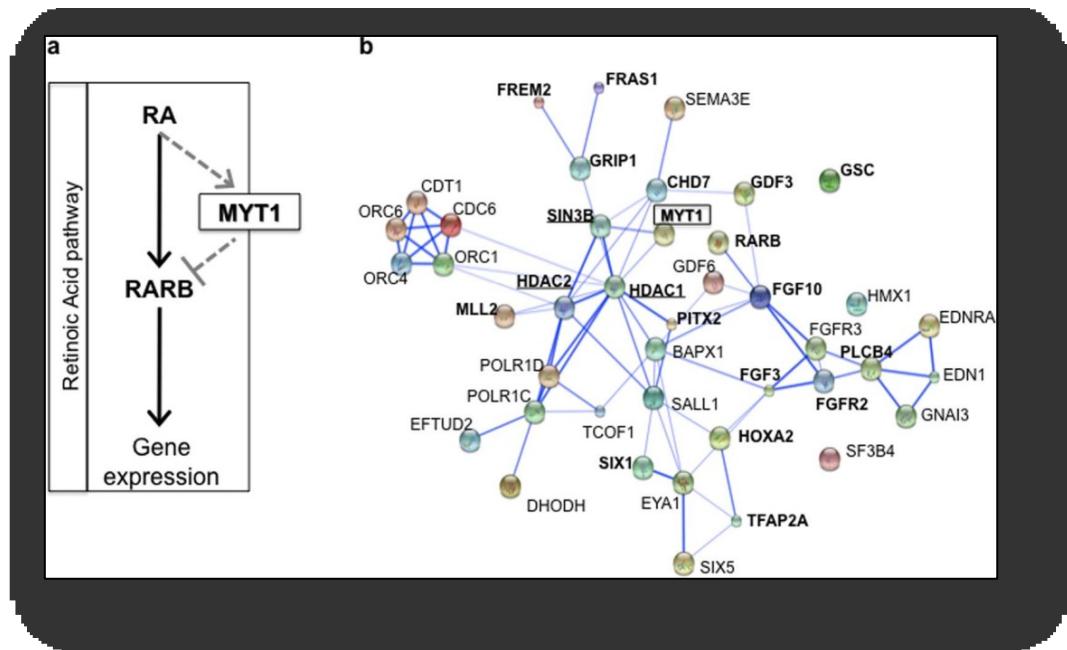 a
b
Retinoic Acid pathway
RA
MYT1
RARB
Gene
expression
FREM2
FRAS1
SEMA3E
GRIP1
CHD7
GDF3
GSC
CDT1
CDC6
ORC6
ORC4
ORC1
SIN3B
MYT1
RARB
HDAC2
HDAC1
GDF6
FGF10
HMX1
MLL2
PITX2
BAPX1
FGFR3
EDNRA
PLCB4
EDN1
FGF3
FGFR2
GNAI3
POLR1D
POLR1C
EFTUD2
TCOF1
SALL1
HOXA2
SF3B4
SIX1
EYA1
DHODH
TFAP2A
SIX5